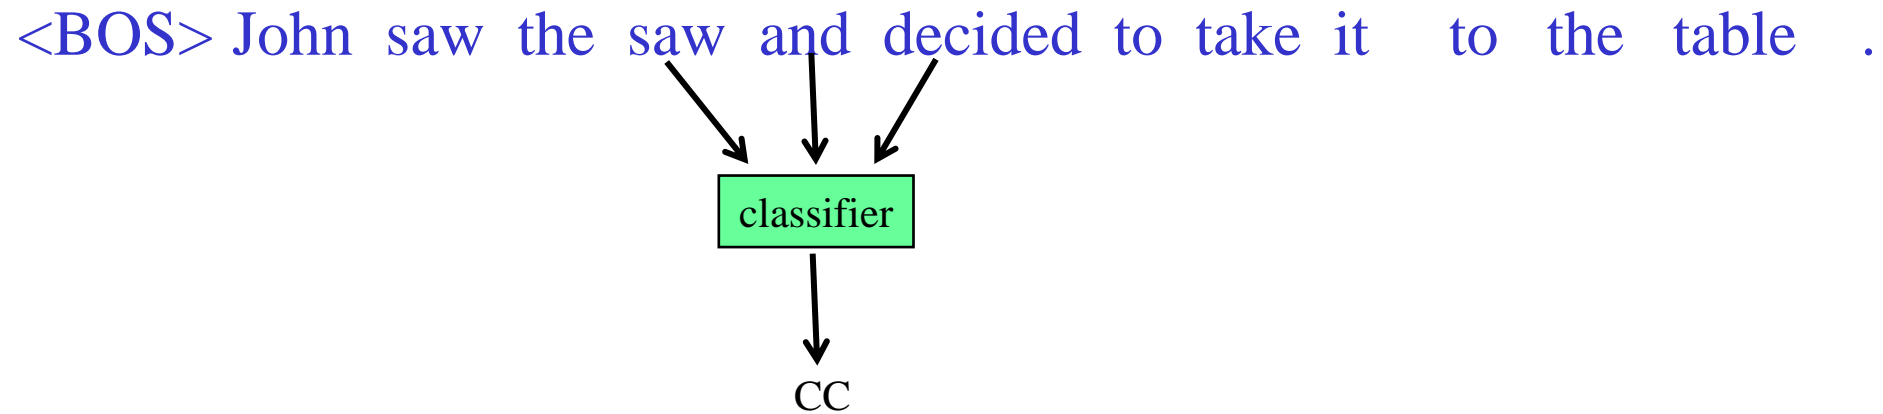 <BOS> John saw the saw and decided to take it to the table .
classifier
CC